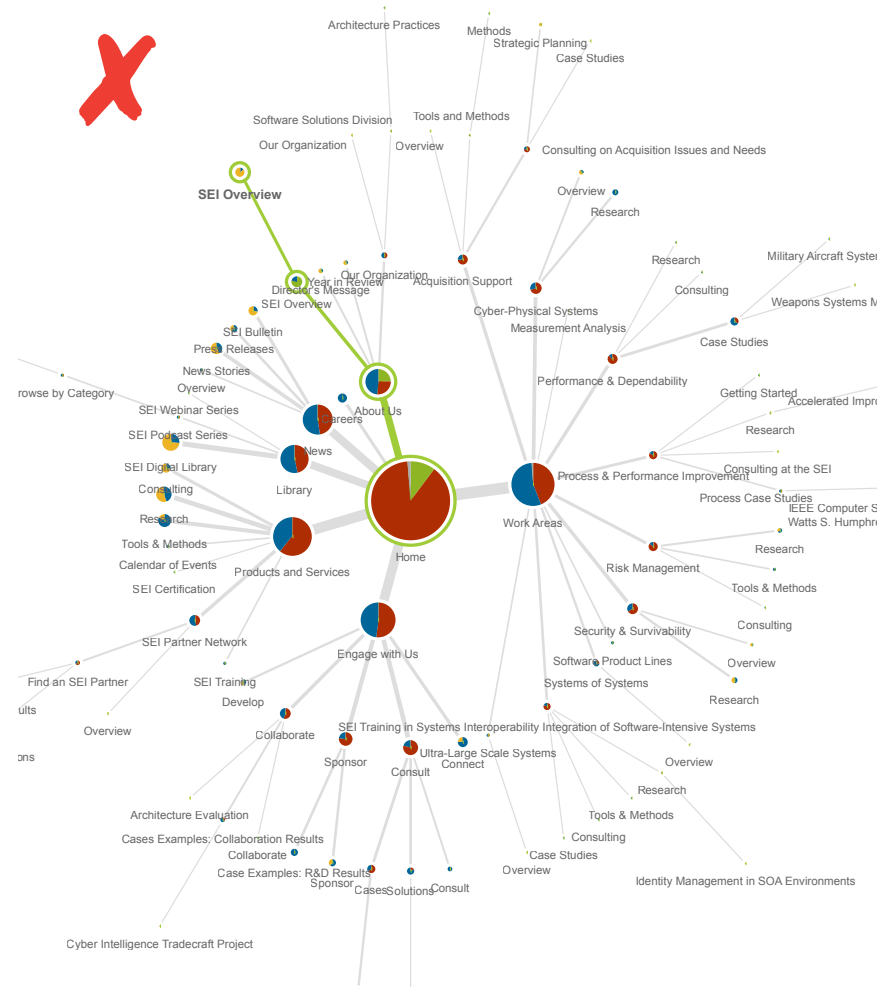 Architecture Practices
Methods
Strategic Planning
Case Studies
Software Solutions Division
Tools and Methods
Our Organization
Overview
Consulting on Acquisition Issues and Needs
SEI Overview
Overview
Research
Military Aircraft Syster
Research
Our Organization
Year in Review
Acquisition Support
Director's Message
Consulting
SEI Overview
Weapons Systems M
Cyber-Physical Systems
Measurement Analysis
SEI Bulletin
Case Studies
Press Releases
News Stories
Performance & Dependability
Overview
rowse by Category
Getting Started
Accelerated Impro
SEI Webinar Series
About Us
Careers
Research
SEI Podcast Series
News
SEI Digital Library
Consulting at the SEI
Process & Performance Improvement
Consulting
Library
Process Case Studies
IEEE Computer S
Research
Work Areas
Watts S. Humphre
Tools & Methods
Home
Research
Calendar of Events
Products and Services
Risk Management
SEI Certification
Tools & Methods
Consulting
Security & Survivability
SEI Partner Network
Engage with Us
Software Product Lines
Overview
Find an SEI Partner
SEI Training
Systems of Systems
Develop
Research
ults
Overview
Collaborate
SEI Training in Systems Interoperability Integration of Software-Intensive Systems
Ultra-Large Scale Systems
ons
Sponsor
Consult
Connect
Overview
Research
Architecture Evaluation
Tools & Methods
Cases Examples: Collaboration Results
Consulting
Collaborate
Case Studies
Case Examples: R&D Results
Overview
Sponsor
Cases
Solutions
Consult
Identity Management in SOA Environments
Cyber Intelligence Tradecraft Project